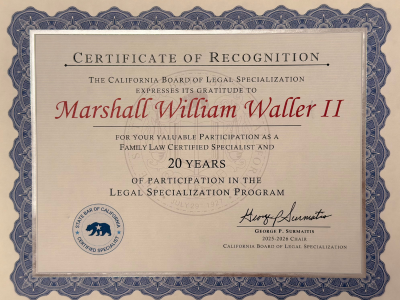 CERTIFICATE OF RECOGNITION
THE CALIFORNIA BOARD OF LEGAL SPECIALIZATION
EXPRESSES ITS GRATITUDE TO
Marshall William Waller II
FOR YOUR VALUABLE PARTICIPATION AS A
FAMILY LAW CERTIFIED SPECIALIST AND
20 YEARS
OF PARTICIPATION IN THE
LEGAL SPECIALIZATION PROGRAM
STATE BAR OF CALIFORNIA
CERTIFIED SPECIALIST
George P Surmaitis
GEORGE P. SURMAITIS
2025-2026 CHAIR
CALIFORNIA BOARD OF LEGAL SPECIALIZATION